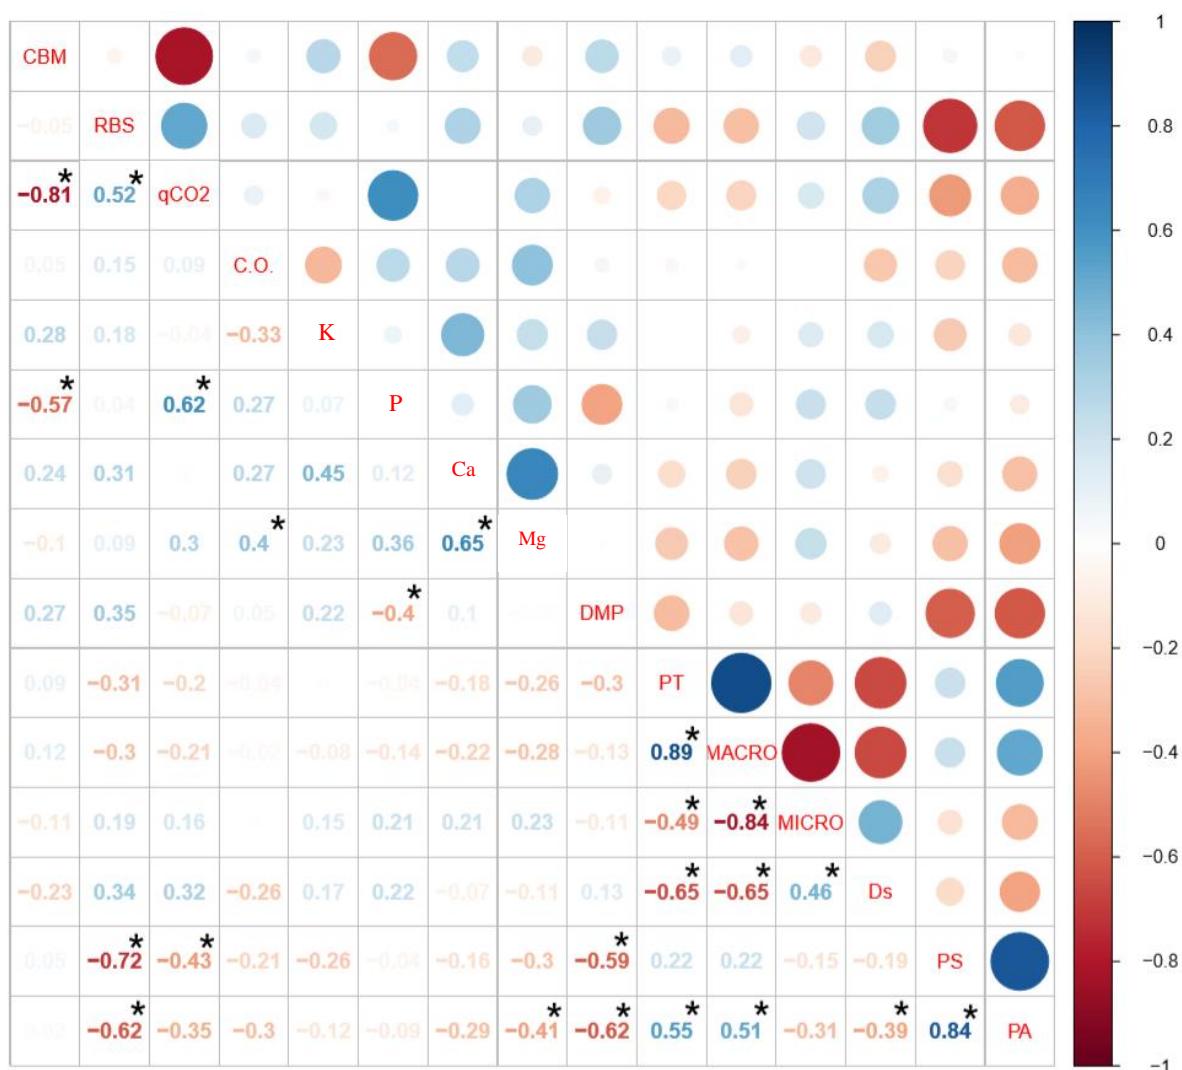 CBM 1
−0.05 RBS 0.8
−0.81* 0.52* qCO2 0.6
0.05 0.15 0.09 C.O.
0.28 0.18 −0.04 −0.33 K 0.4
−0.57* 0.04 0.62* 0.27 0.07 P
0.24 0.31 0.27 0.45 0.12 Ca 0.2
−0.1 0.09 0.3 0.4* 0.23 0.36 0.65* Mg 0
0.27 0.35 −0.07 0.05 0.22 −0.4* 0.1 DMP
0.09 −0.31 −0.2 −0.04 −0.04 −0.18 −0.26 −0.3 PT −0.2
0.12 −0.3 −0.21 −0.02 −0.08 −0.14 −0.22 −0.28 −0.13 0.89* MACRO −0.4
−0.11 0.19 0.16 0.15 0.21 0.21 0.23 −0.11 −0.49* −0.84* MICRO
−0.23 0.34 0.32 −0.26 0.17 0.22 −0.07 −0.11 0.13 −0.65* −0.65* 0.46* Ds −0.6
0.05 −0.72* −0.43* −0.21 −0.26 −0.04 −0.16 −0.3 −0.59* 0.22 0.22 −0.15 −0.19 PS −0.8
−0.62* −0.35 −0.3 −0.12 −0.09 −0.29 −0.41* −0.62* 0.55* 0.51* −0.31 −0.39* 0.84* PA
−1